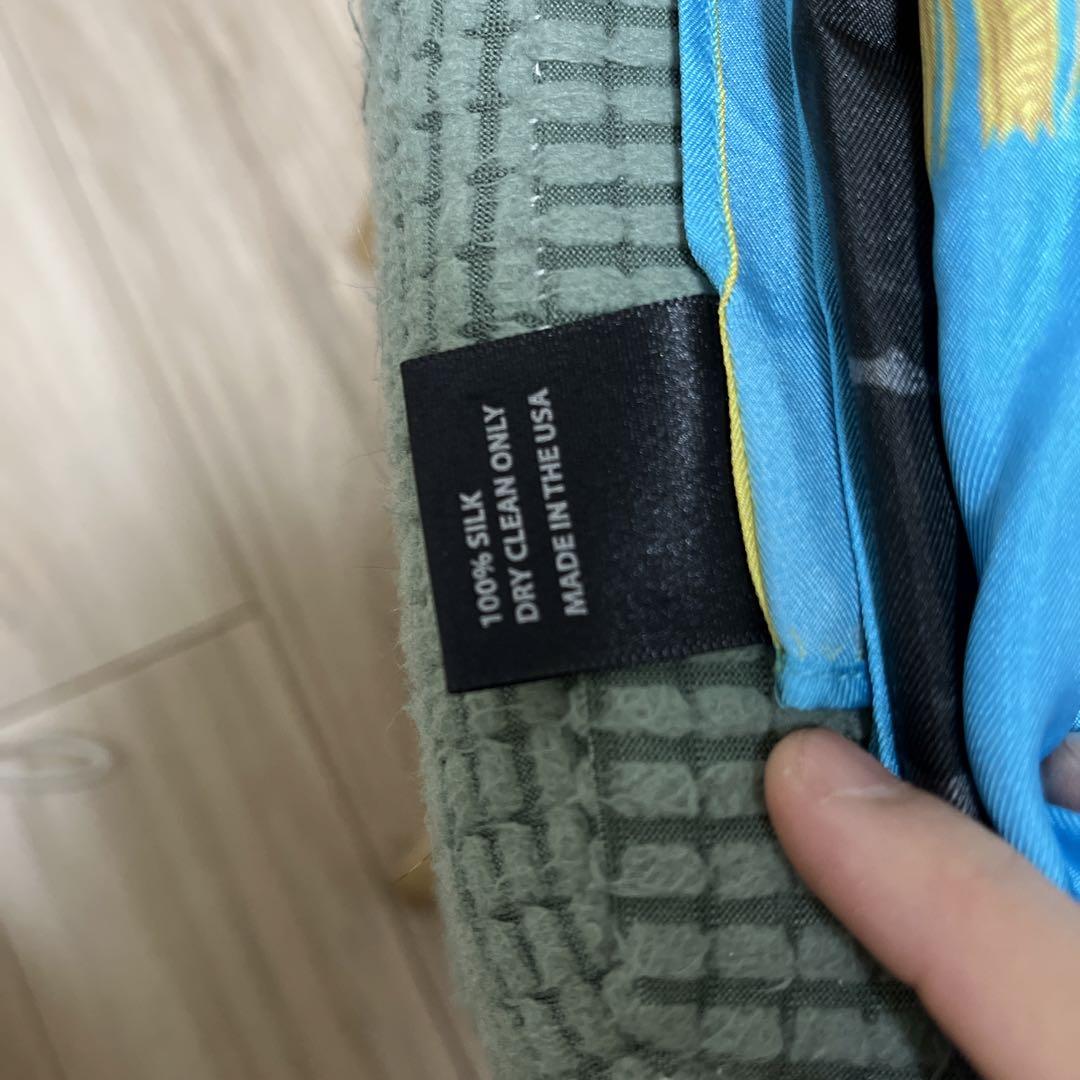 100% SILK
DRY CLEAN ONLY
MADE IN THE USA